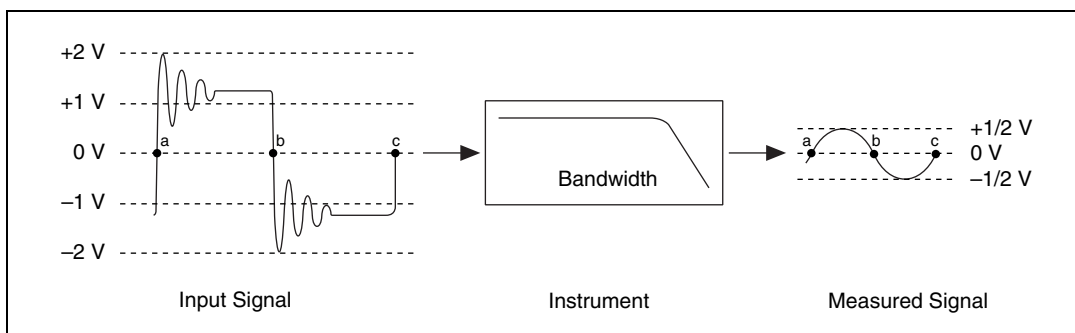 +2 V
+1 V
0 V
–1 V
–2 V
a
b
c
Input Signal
Bandwidth
Instrument
a
b
c
+1/2 V
0 V
–1/2 V
Measured Signal